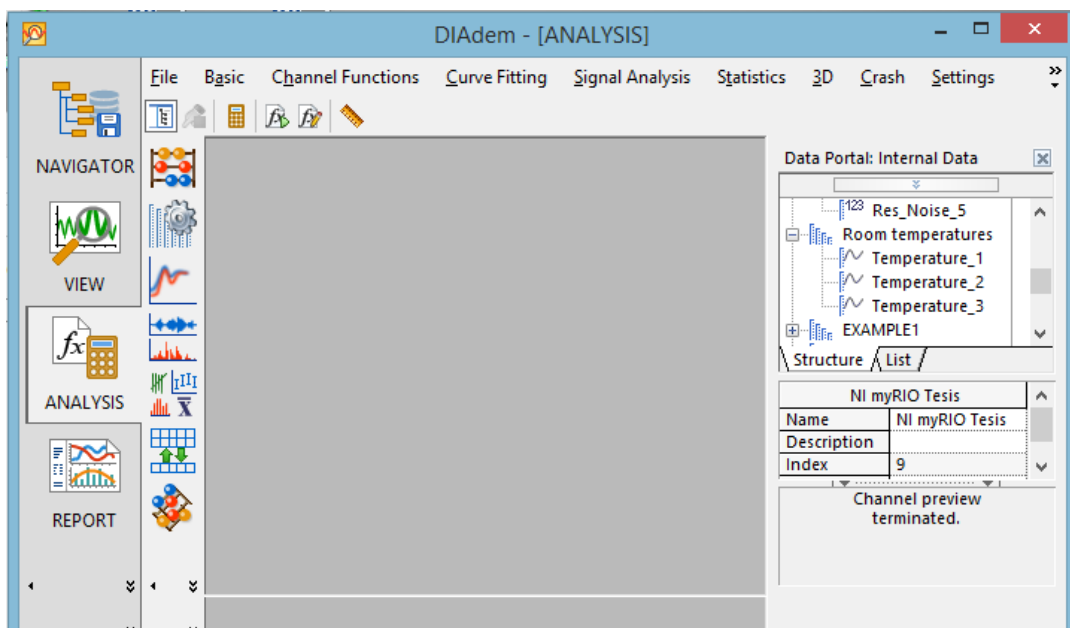 DIAdem - [ANALYSIS]
File Basic Channel Functions Curve Fitting Signal Analysis Statistics 3D Crash Settings
NAVIGATOR
VIEW
ANALYSIS
REPORT
Data Portal: Internal Data
123 Res_Noise_5
Room temperatures
Temperature_1
Temperature_2
Temperature_3
EXAMPLE1
Structure List
NI myRIO Tesis
Name NI myRIO Tesis
Description
Index 9
Channel preview
terminated.